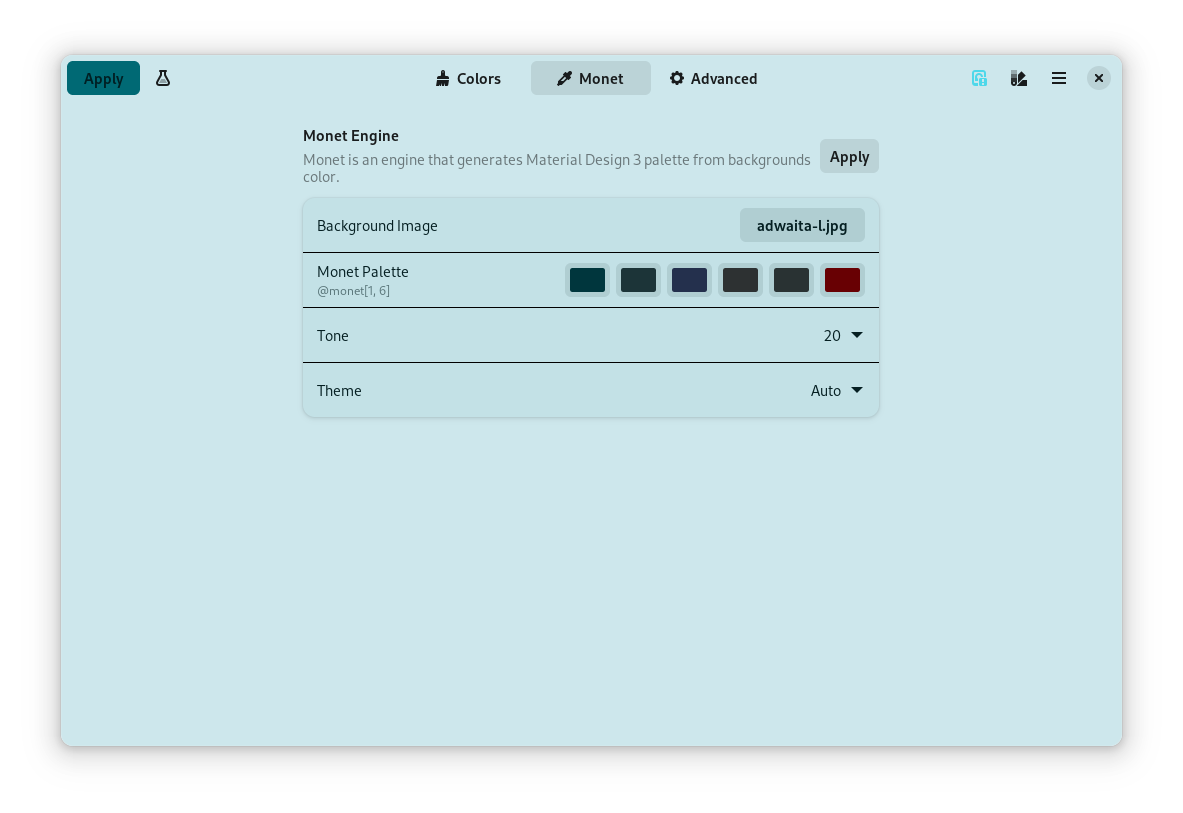 Apply
Colors
Monet
Advanced
Monet Engine
Monet is an engine that generates Material Design 3 palette from backgrounds
color.
Apply
Background Image
adwaita-l.jpg
Monet Palette
@monet[1, 6]
Tone
20
Theme
Auto